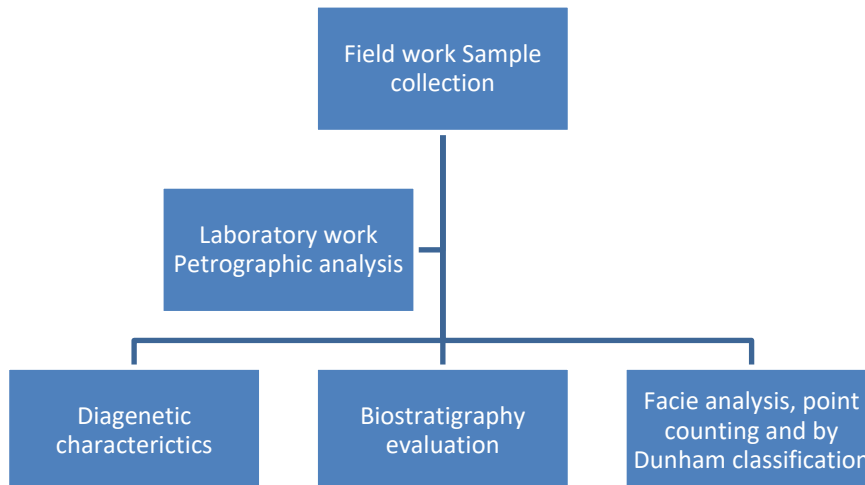 Field work Sample
collection
Laboratory work
Petrographic analysis
Diagenetic
characterictics
Biostratigraphy
evaluation
Facie analysis, point
counting and by
Dunham classification